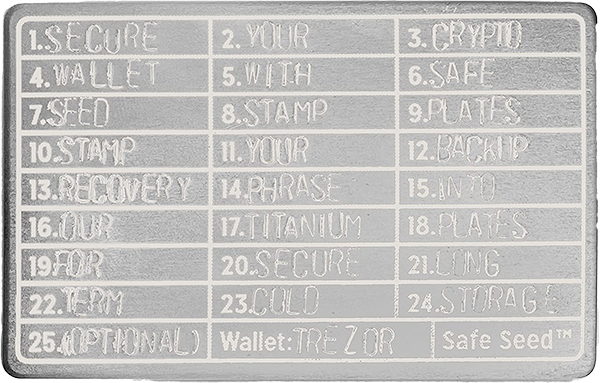 1.SECURE 2.YOUR 3.CRYPTO
4.WALLET 5.WITH 6.SAFE
7.SEED 8.STAMP 9.PLATES
10.STAMP 11.YOUR 12.BACKUP
13.RECOVERY 14.PHRASE 15.INTO
16.OUR 17.TITANIUM 18.PLATES
19.FOR 20.SECURE 21.LONG
22.TERM 23.COLD 24.STORAGE
25.(OPTIONAL) Wallet:TREZOR Safe Seed™